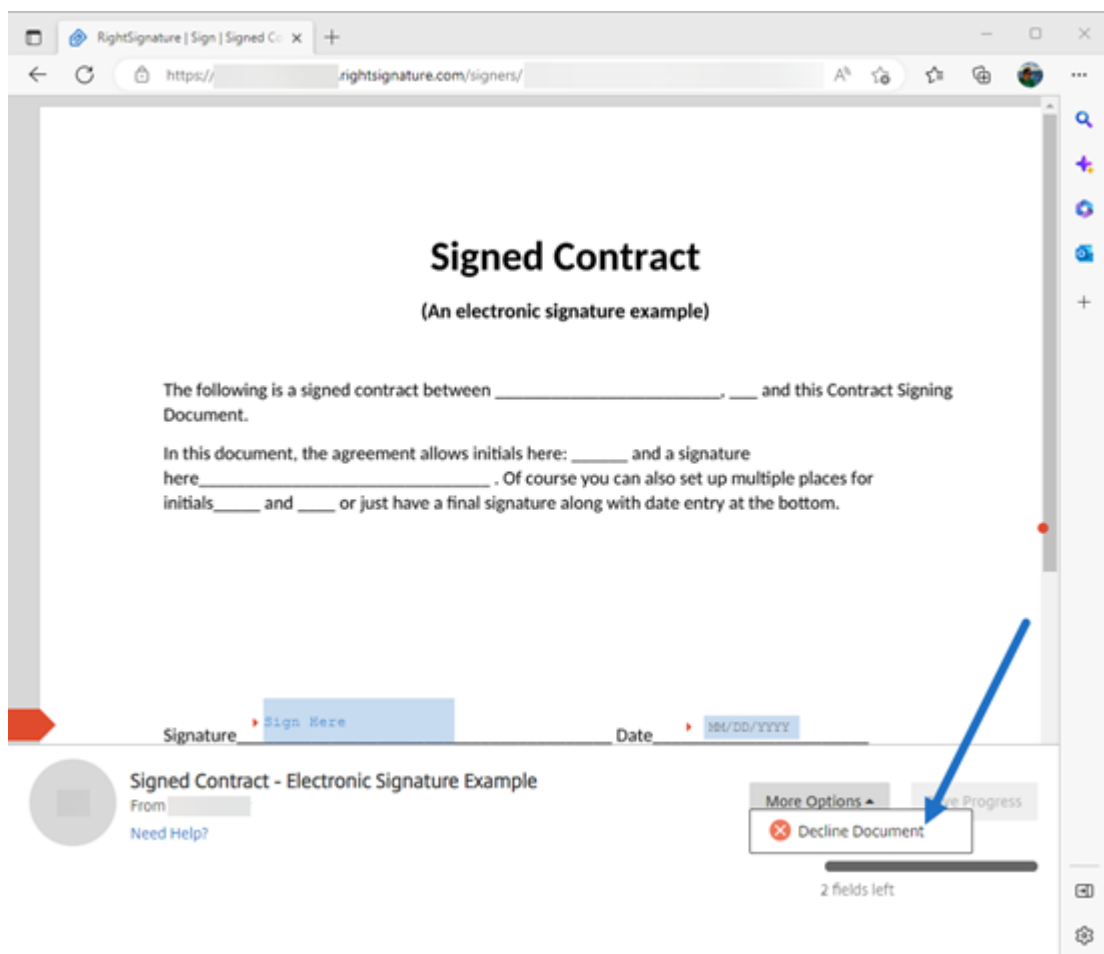 RightSignature | Sign | Signed Co
https:// .rightsignature.com/signers/
Signed Contract
(An electronic signature example)
The following is a signed contract between ________________________, ___ and this Contract Signing
Document.
In this document, the agreement allows initials here: ______ and a signature
here_______________________________ . Of course you can also set up multiple places for
initials_____ and ____ or just have a final signature along with date entry at the bottom.
Signature Sign Here Date MM/DD/YYYY
Signed Contract - Electronic Signature Example
From
Need Help?
More Options Progress
Decline Document
2 fields left